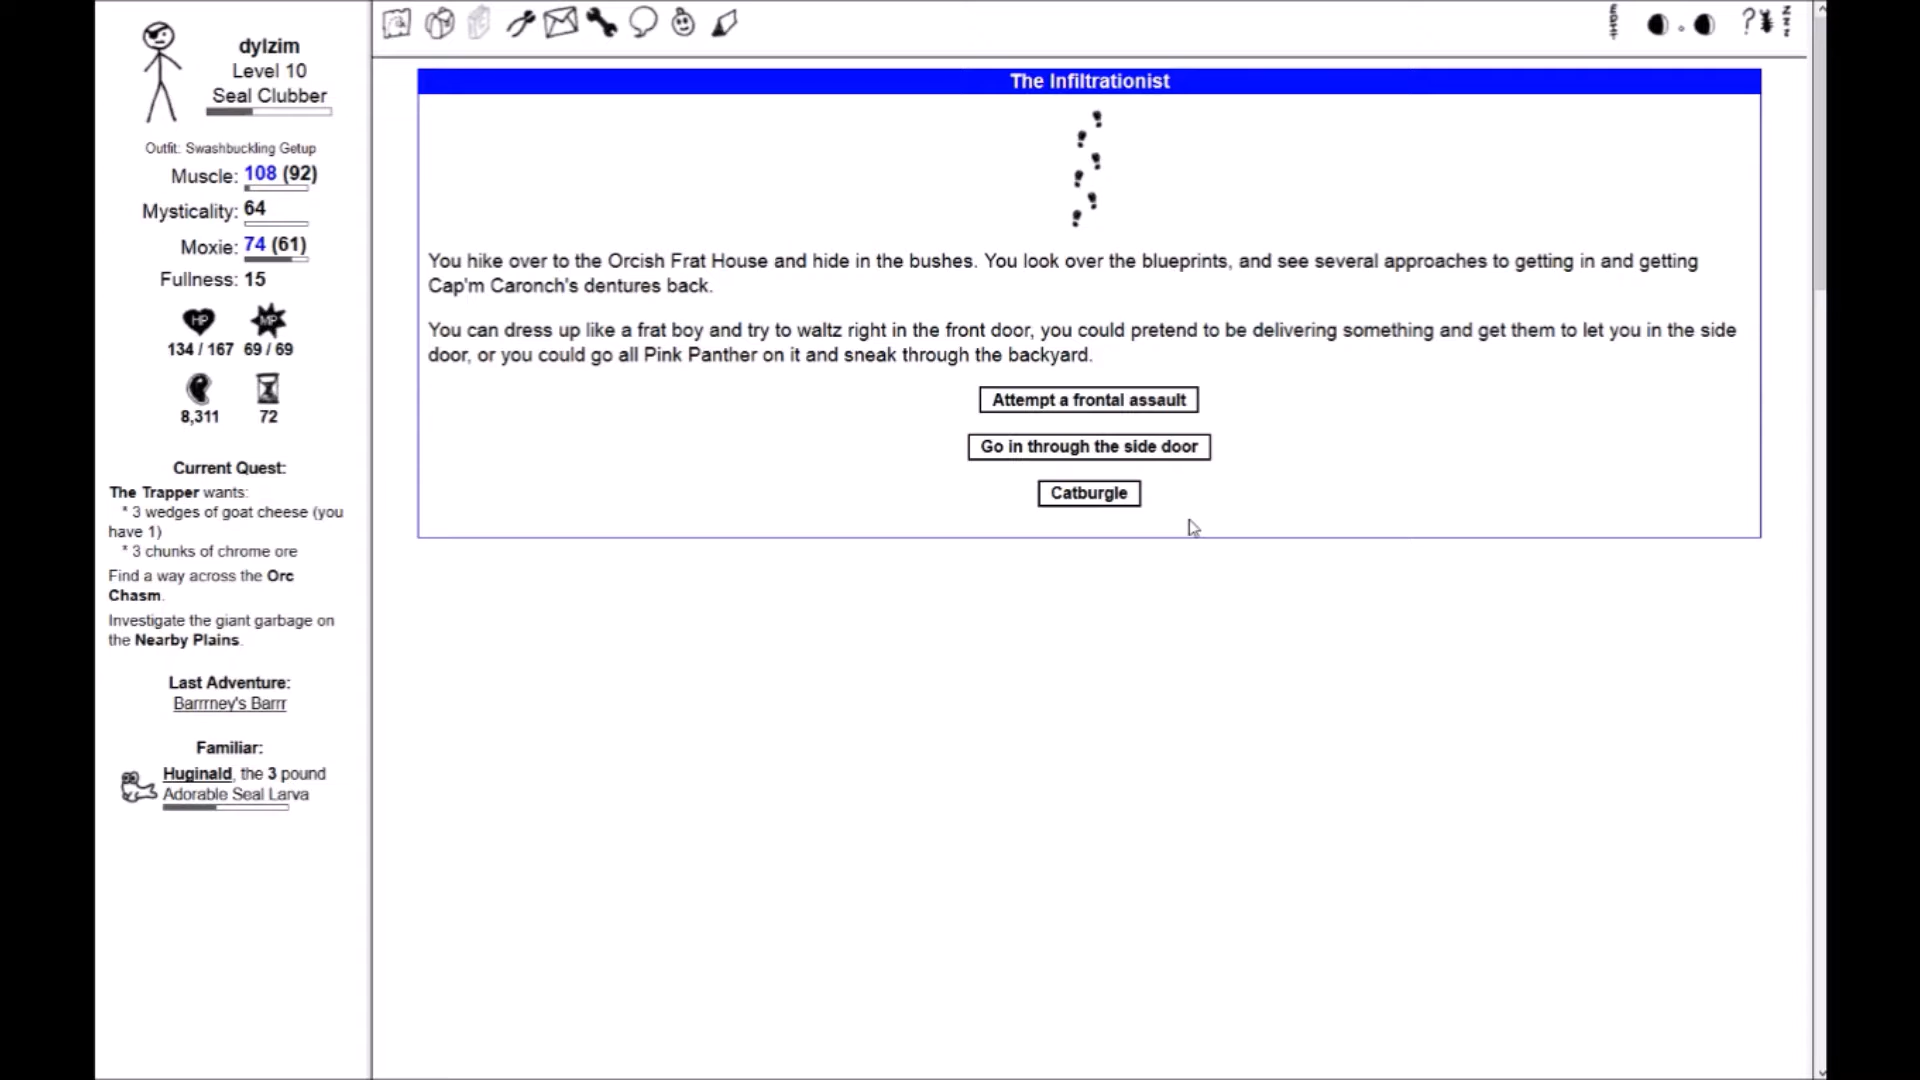 dylzim
Level 10
Seal Clubber
Outfit: Swashbuckling Getup
Muscle: 108 (92)
Mysticality: 64
Moxie: 74 (61)
Fullness: 15
HP MP
134 / 167 69 / 69
8,311 72
Current Quest:
The Trapper wants:
* 3 wedges of goat cheese (you
have 1)
* 3 chunks of chrome ore
Find a way across the Orc
Chasm.
Investigate the giant garbage on
the Nearby Plains.
Last Adventure:
Barrrney's Barrr
Familiar:
Huginald, the 3 pound
Adorable Seal Larva
The Infiltrationist
You hike over to the Orcish Frat House and hide in the bushes. You look over the blueprints, and see several approaches to getting in and getting
Cap'm Caronch's dentures back.
You can dress up like a frat boy and try to waltz right in the front door, you could pretend to be delivering something and get them to let you in the side
door, or you could go all Pink Panther on it and sneak through the backyard.
Attempt a frontal assault
Go in through the side door
Catburgle